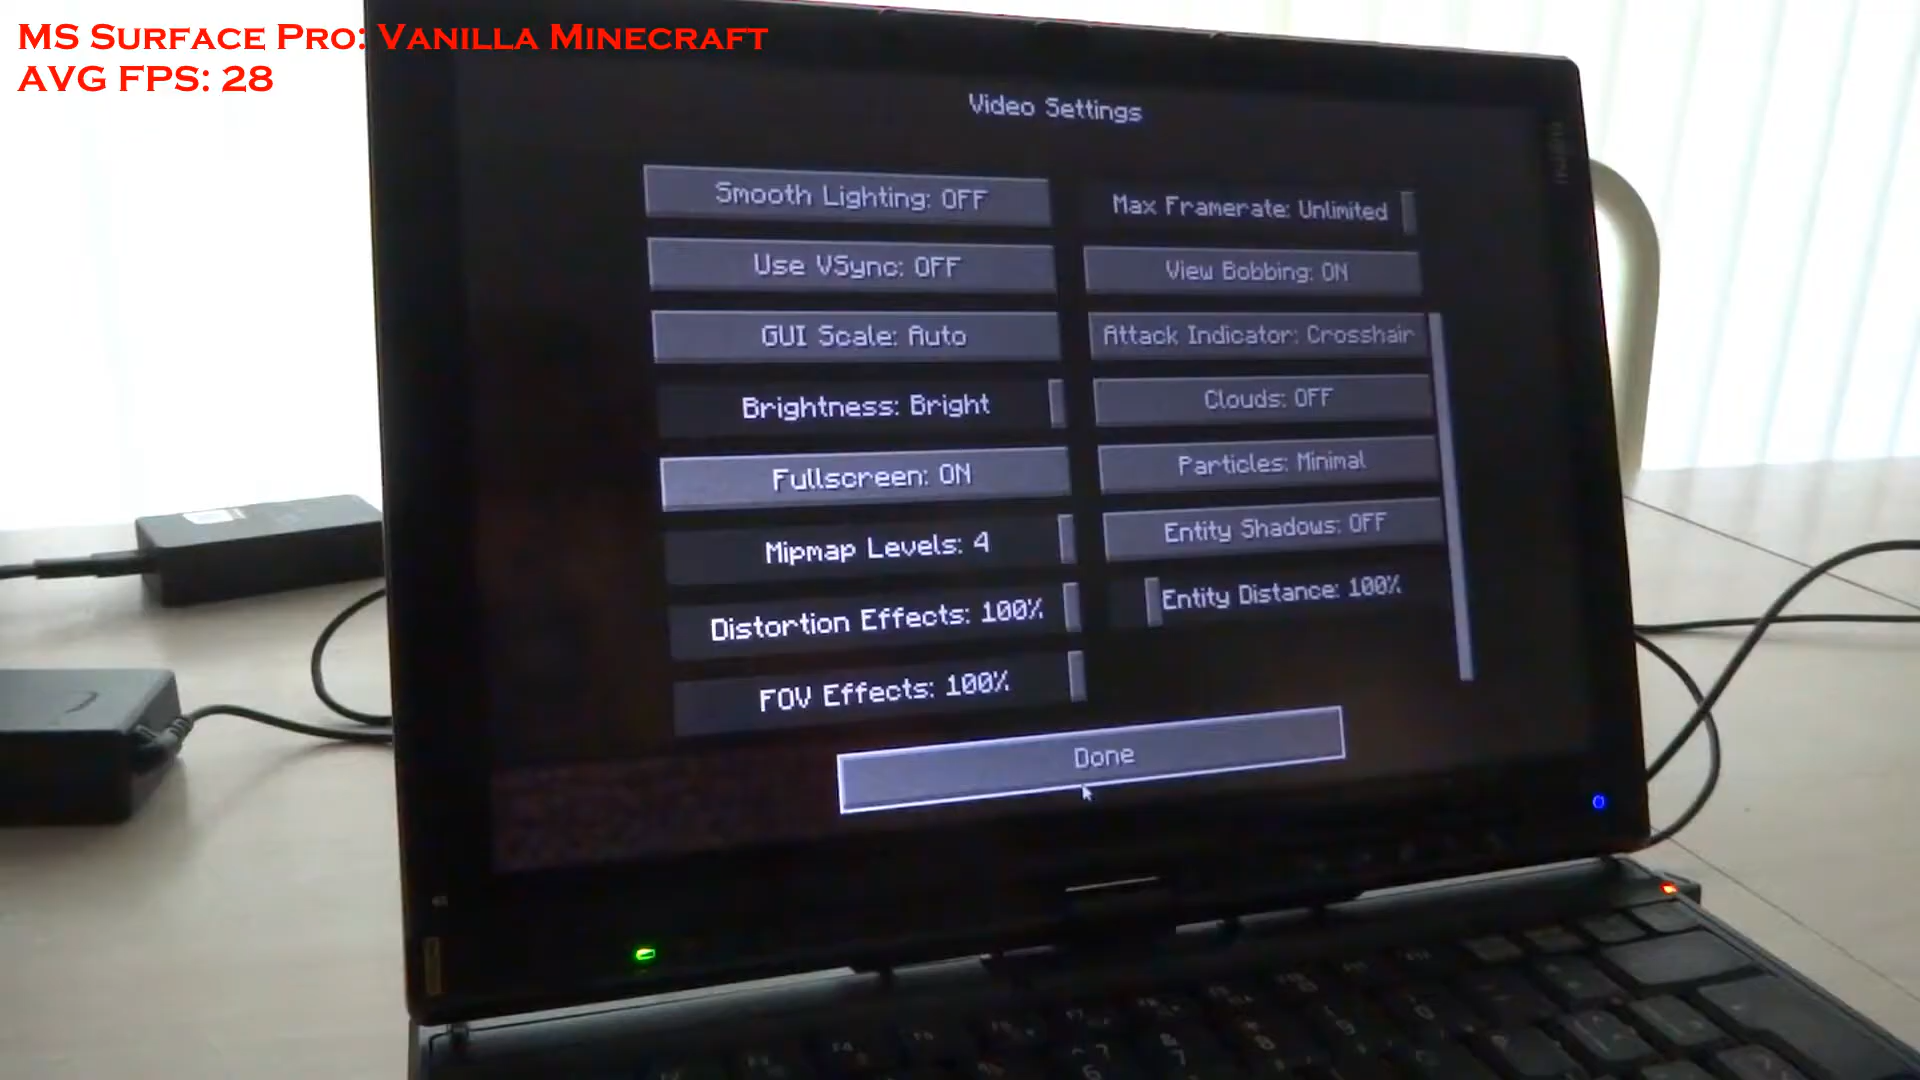 MS Surface Pro: Vanilla Minecraft
AVG FPS: 28
Video Settings
Smooth Lighting: OFF
Max Framerate: Unlimited
Use VSync: OFF
View Bobbing: ON
GUI Scale: Auto
Attack Indicator: Crosshair
Brightness: Bright
Clouds: OFF
Fullscreen: ON
Particles: Minimal
Mipmap Levels: 4
Entity Shadows: OFF
Distortion Effects: 100%
Entity Distance: 100%
FOV Effects: 100%
Done